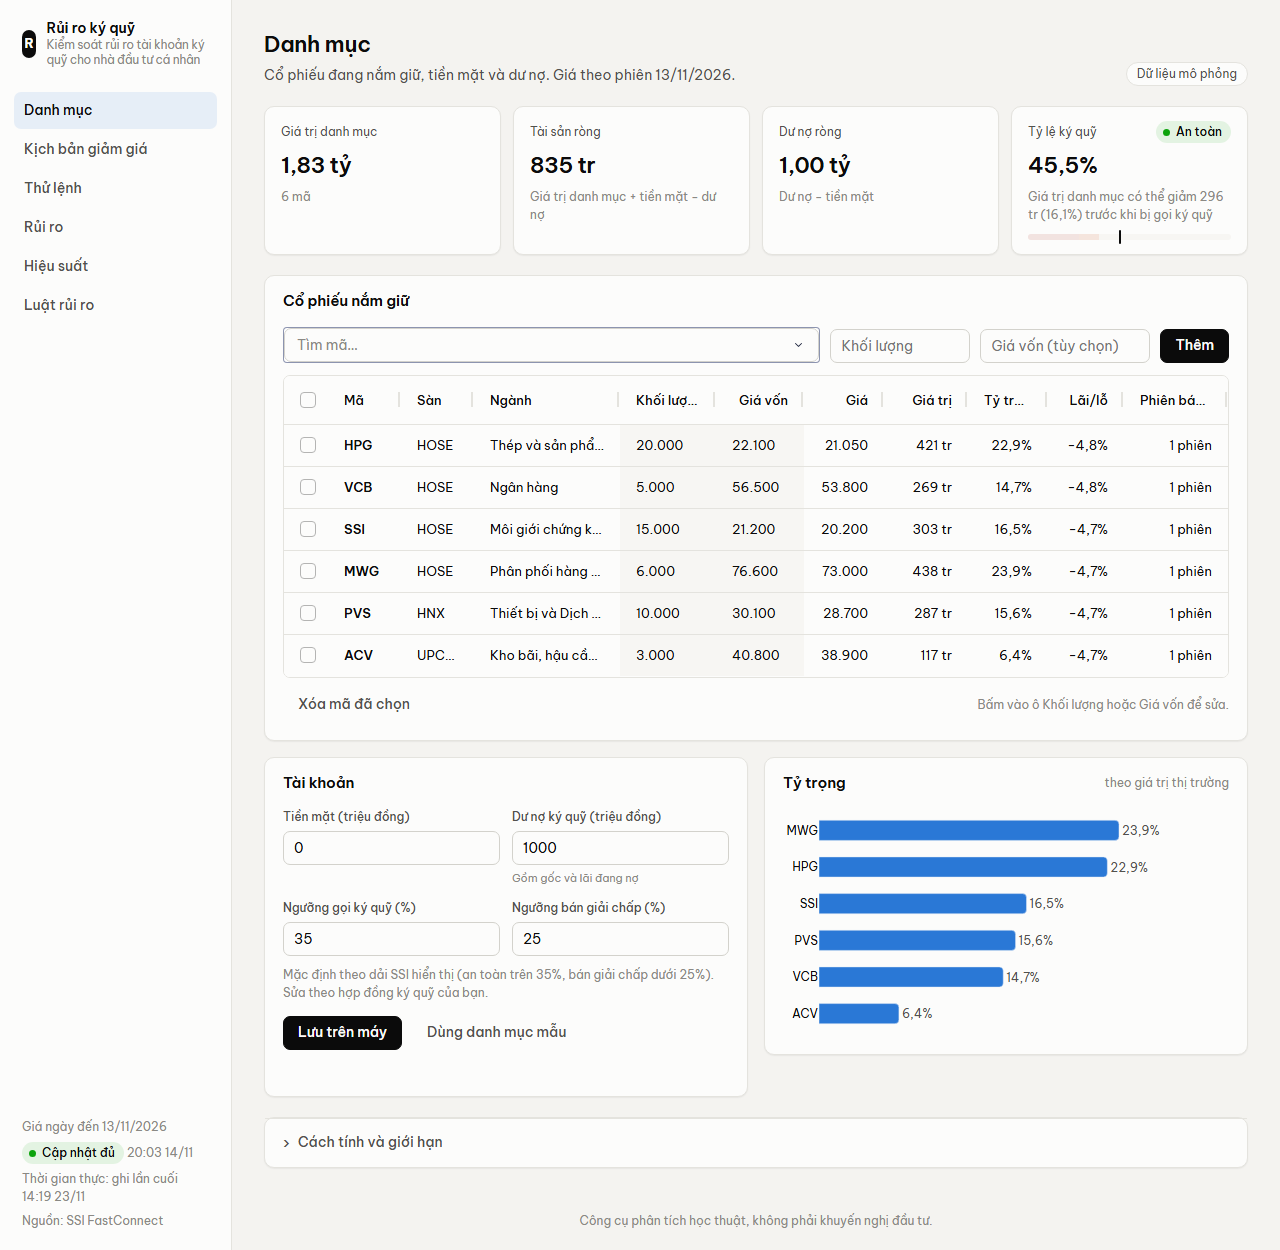 R
Rủi ro ký quỹ
Kiểm soát rủi ro tài khoản ký
quỹ cho nhà đầu tư cá nhân
Danh mục
Kịch bản giảm giá
Thử lệnh
Rủi ro
Hiệu suất
Luật rủi ro
Giá ngày đến 13/11/2026
Cập nhật đủ 20:03 14/11
Thời gian thực: ghi lần cuối
14:19 23/11
Nguồn: SSI FastConnect
Danh mục
Cổ phiếu đang nắm giữ, tiền mặt và dư nợ. Giá theo phiên 13/11/2026.
Dữ liệu mô phỏng
Giá trị danh mục
1,83 tỷ
6 mã
Tài sản ròng
835 tr
Giá trị danh mục + tiền mặt − dư
nợ
Dư nợ ròng
1,00 tỷ
Dư nợ − tiền mặt
Tỷ lệ ký quỹ An toàn
45,5%
Giá trị danh mục có thể giảm 296
tr (16,1%) trước khi bị gọi ký quỹ
Cổ phiếu nắm giữ
Tìm mã... Khối lượng Giá vốn (tùy chọn) Thêm
Mã Sàn Ngành Khối lượ... Giá vốn Giá Giá trị Tỷ tr... Lãi/lỗ Phiên bá...
HPG HOSE Thép và sản phẩ... 20.000 22.100 21.050 421 tr 22,9% −4,8% 1 phiên
VCB HOSE Ngân hàng 5.000 56.500 53.800 269 tr 14,7% −4,8% 1 phiên
SSI HOSE Môi giới chứng k... 15.000 21.200 20.200 303 tr 16,5% −4,7% 1 phiên
MWG HOSE Phân phối hàng ... 6.000 76.600 73.000 438 tr 23,9% −4,7% 1 phiên
PVS HNX Thiết bị và Dịch ... 10.000 30.100 28.700 287 tr 15,6% −4,7% 1 phiên
ACV UPC... Kho bãi, hậu cầ... 3.000 40.800 38.900 117 tr 6,4% −4,7% 1 phiên
Xóa mã đã chọn
Bấm vào ô Khối lượng hoặc Giá vốn để sửa.
Tài khoản
Tiền mặt (triệu đồng) Dư nợ ký quỹ (triệu đồng)
0 1000
Gồm gốc và lãi đang nợ
Ngưỡng gọi ký quỹ (%) Ngưỡng bán giải chấp (%)
35 25
Mặc định theo dải SSI hiển thị (an toàn trên 35%, bán giải chấp dưới 25%).
Sửa theo hợp đồng ký quỹ của bạn.
Lưu trên máy Dùng danh mục mẫu
Tỷ trọng theo giá trị thị trường
MWG 23,9%
HPG 22,9%
SSI 16,5%
PVS 15,6%
VCB 14,7%
ACV 6,4%
› Cách tính và giới hạn
Công cụ phân tích học thuật, không phải khuyến nghị đầu tư.